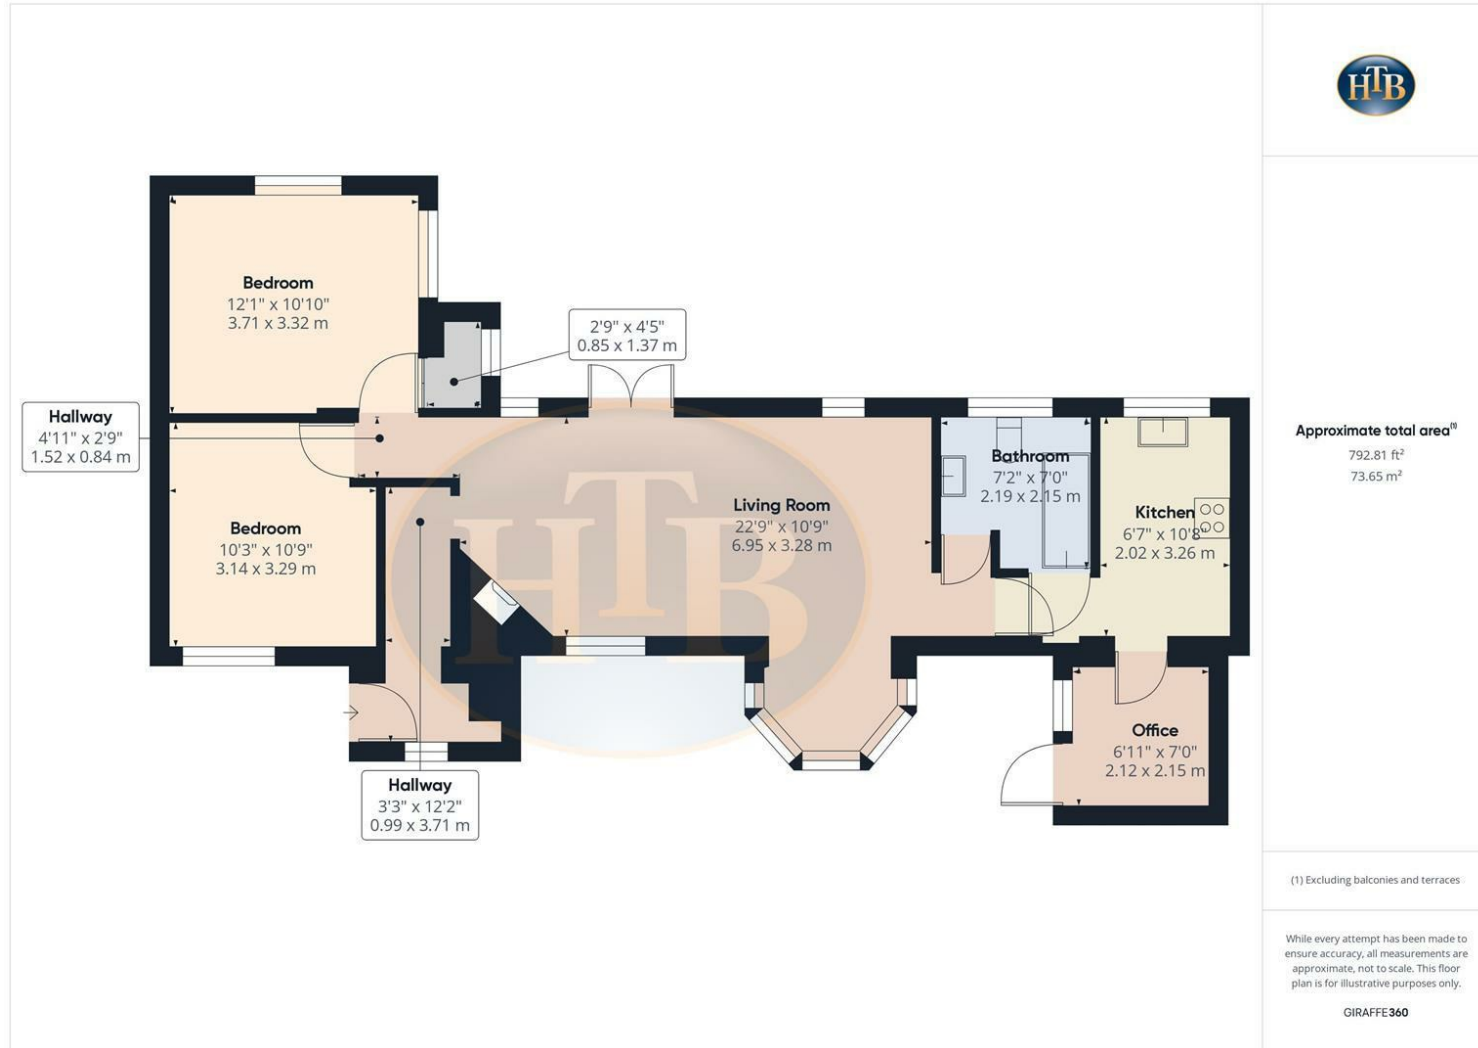 HTB
Bedroom
12'1" x 10'10"
3.71 x 3.32 m
2'9" x 4'5"
0.85 x 1.37 m
Hallway
4'11" x 2'9"
1.52 x 0.84 m
Bedroom
10'3" x 10'9"
3.14 x 3.29 m
Living Room
22'9" x 10'9"
6.95 x 3.28 m
Bathroom
7'2" x 7'0"
2.19 x 2.15 m
Kitchen
6'7" x 10'8"
2.02 x 3.26 m
HTB
Office
6'11" x 7'0"
2.12 x 2.15 m
Hallway
3'3" x 12'2"
0.99 x 3.71 m
Approximate total area⁽¹⁾
792.81 ft²
73.65 m²
(1) Excluding balconies and terraces
While every attempt has been made to
ensure accuracy, all measurements are
approximate, not to scale. This floor
plan is for illustrative purposes only.
GIRAFFE360